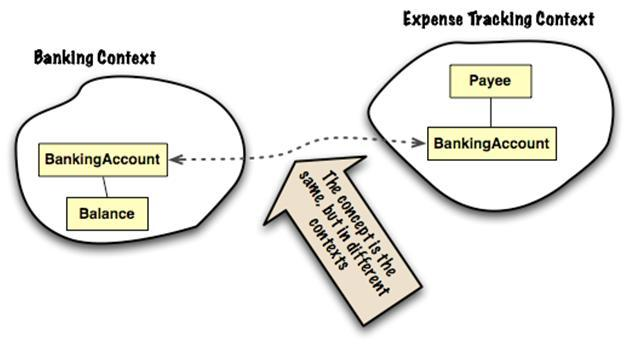 Expense Tracking Context
Banking Context
Payee
BankingAccount
BankingAccount
Balance
The concept is the
same, but in different
contexts